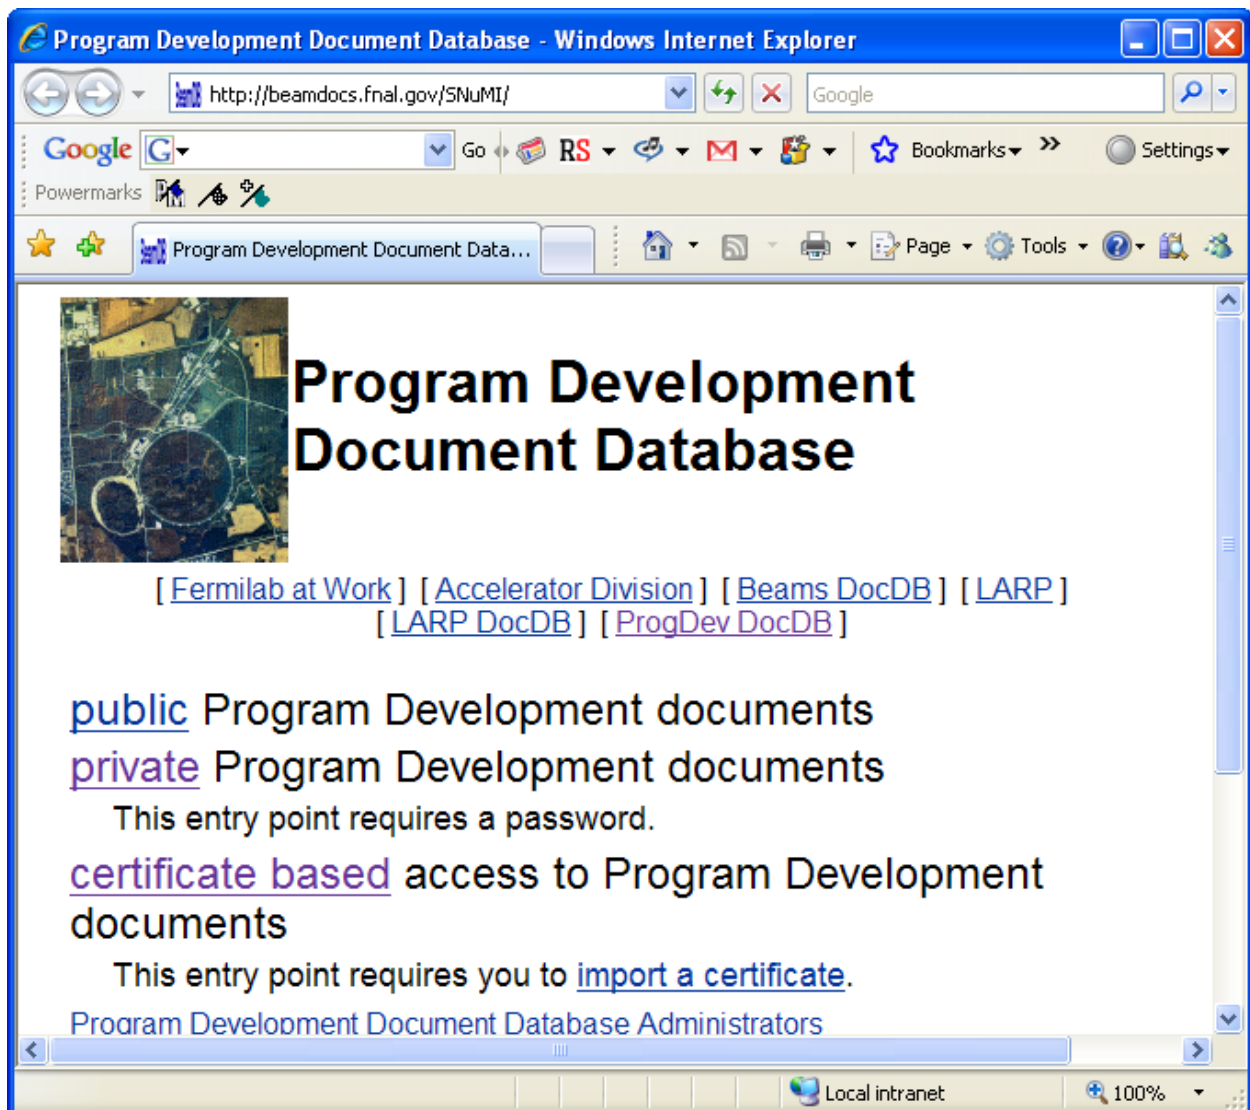 Program Development Document Database - Windows Internet Explorer
http://beamdocs.fnal.gov/SNuMI/
Google
Google G Go RS Bookmarks >> Settings
Powermarks
Program Development Document Data... Page Tools
Program Development
Document Database
[ Fermilab at Work ] [ Accelerator Division ] [ Beams DocDB ] [ LARP ]
[ LARP DocDB ] [ ProgDev DocDB ]
public Program Development documents
private Program Development documents
This entry point requires a password.
certificate based access to Program Development
documents
This entry point requires you to import a certificate.
Program Development Document Database Administrators
Local intranet 100%